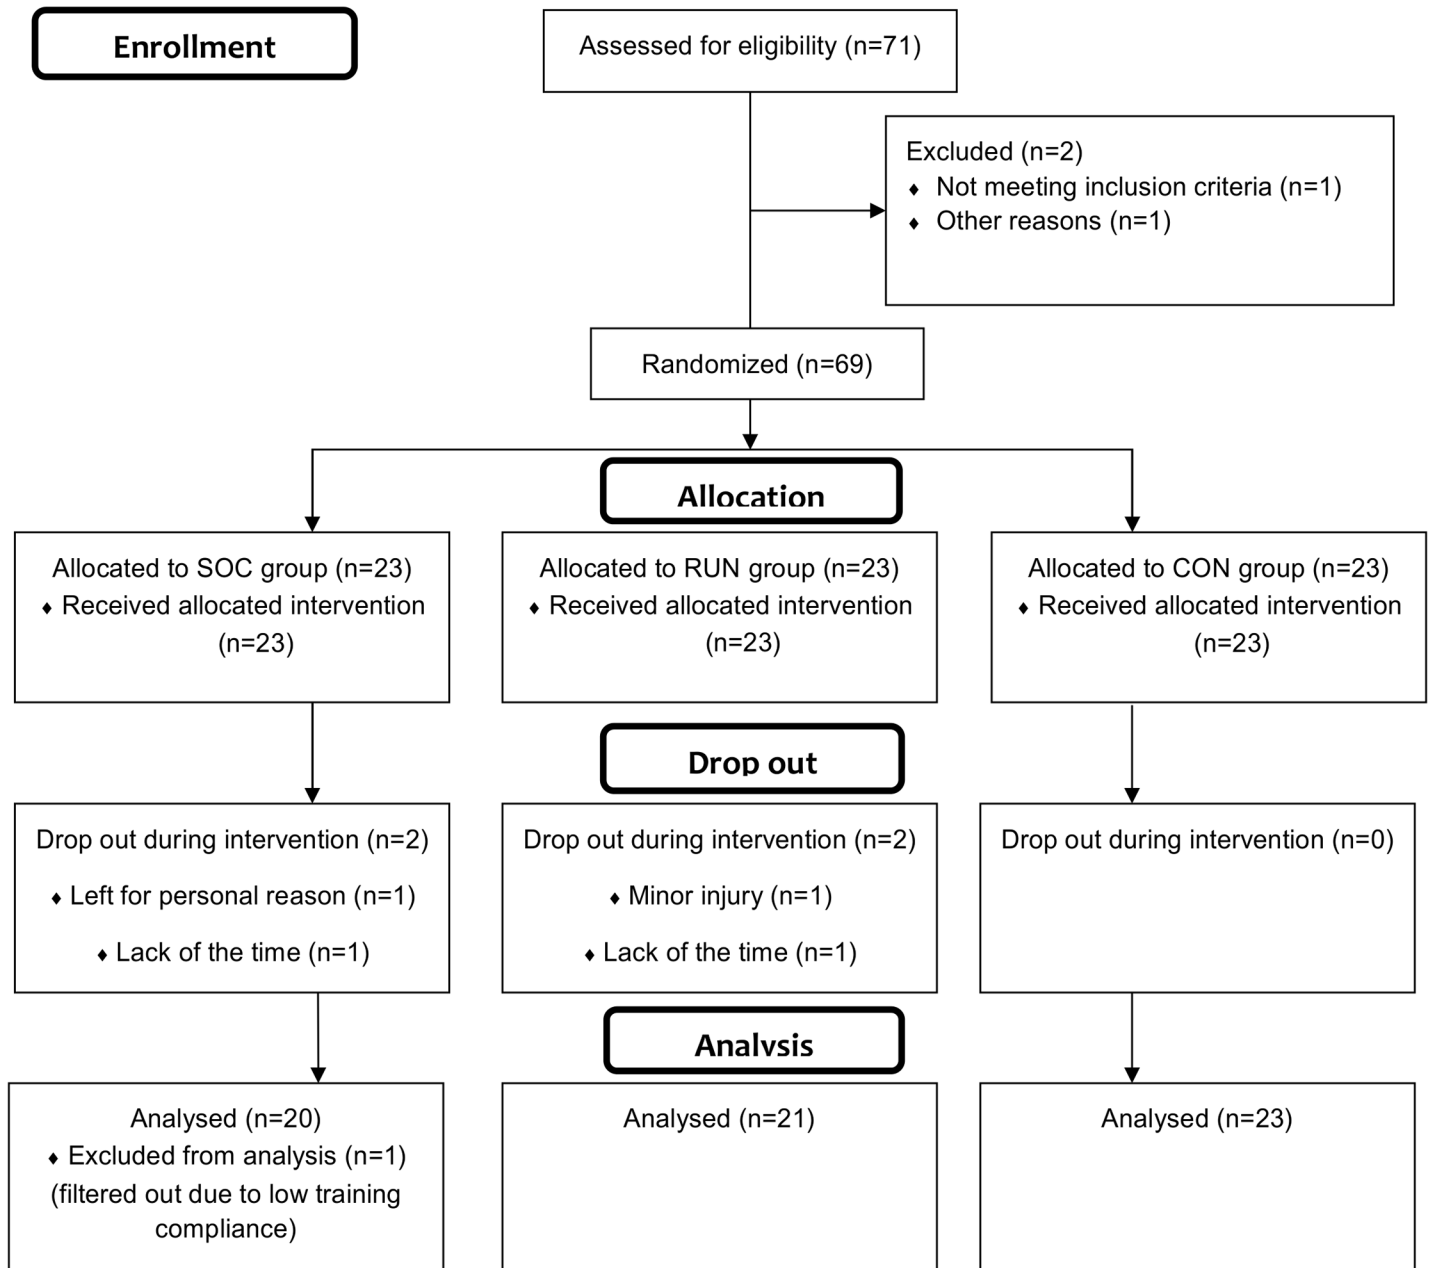 Enrollment
Assessed for eligibility (n=71)
Excluded (n=2)
♦ Not meeting inclusion criteria (n=1)
♦ Other reasons (n=1)
Randomized (n=69)
Allocation
Allocated to SOC group (n=23)
♦ Received allocated intervention
(n=23)
Allocated to RUN group (n=23)
♦ Received allocated intervention
(n=23)
Allocated to CON group (n=23)
♦ Received allocated intervention
(n=23)
Drop out
Drop out during intervention (n=2)
♦ Left for personal reason (n=1)
♦ Lack of the time (n=1)
Drop out during intervention (n=2)
♦ Minor injury (n=1)
♦ Lack of the time (n=1)
Drop out during intervention (n=0)
Analysis
Analysed (n=20)
♦ Excluded from analysis (n=1)
(filtered out due to low training
compliance)
Analysed (n=21)
Analysed (n=23)